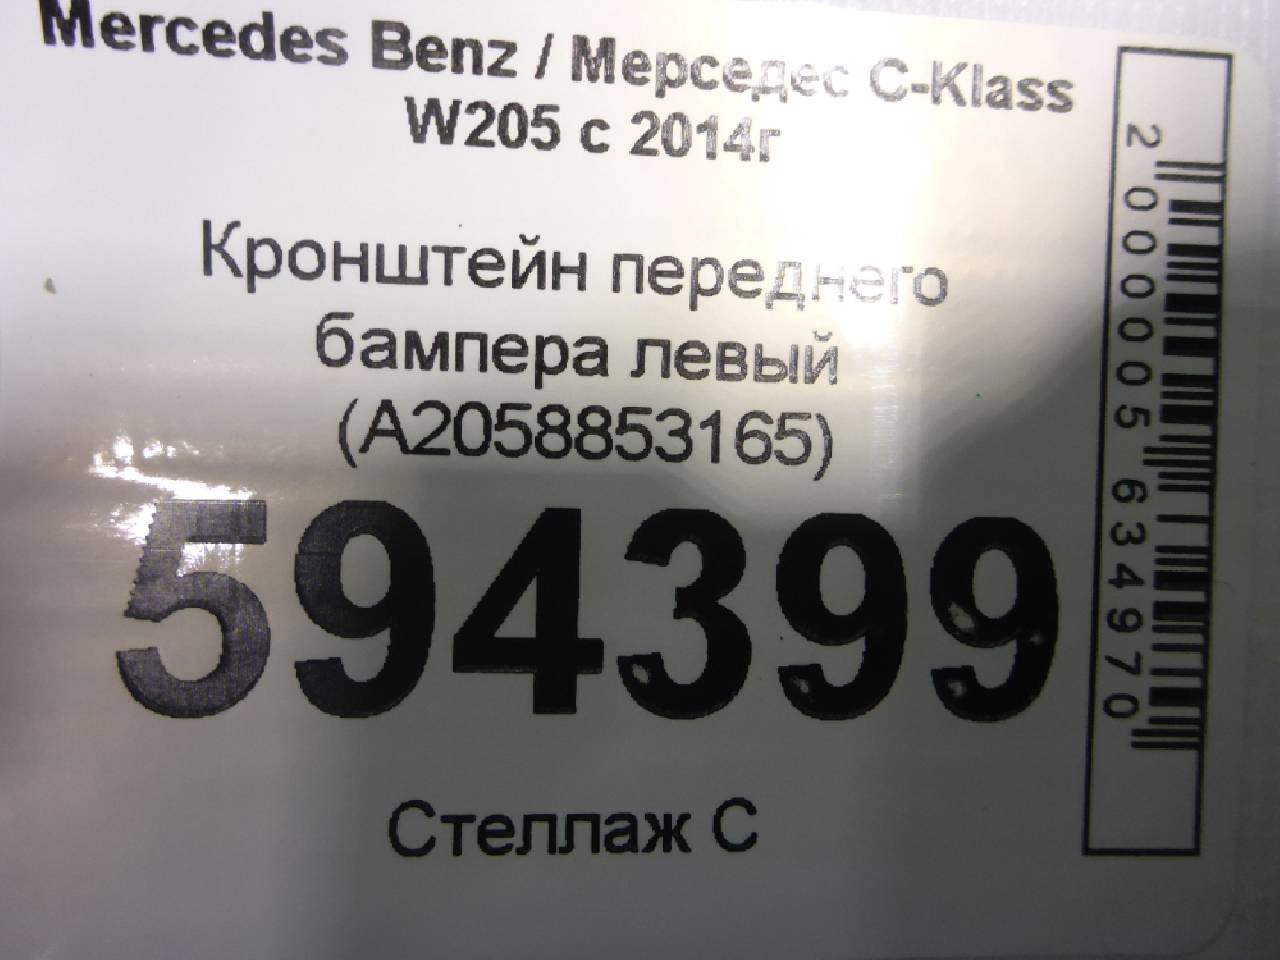 Mercedes Benz / Мерседес C-Klass
W205 с 2014г
Кронштейн переднего
бампера левый
(A2058853165)
594399
Стеллаж С
2000005634970